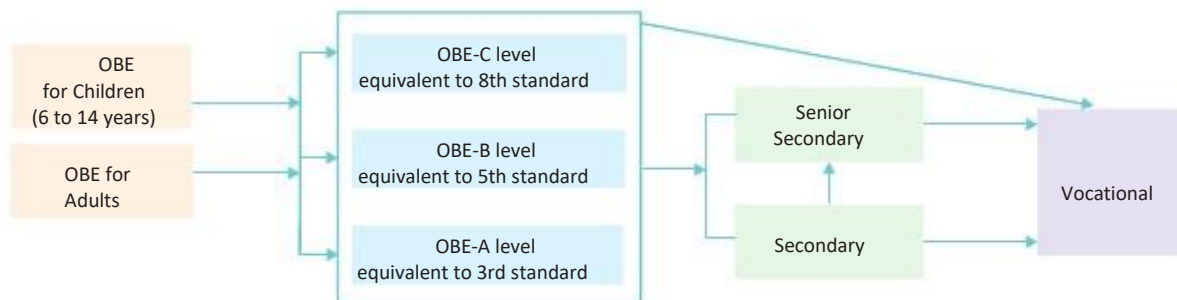 OBE
for Children
(6 to 14 years)
OBE for
Adults
OBE-C level
equivalent to 8th standard
OBE-B level
equivalent to 5th standard
OBE-A level
equivalent to 3rd standard
Senior
Secondary
Secondary
Vocational